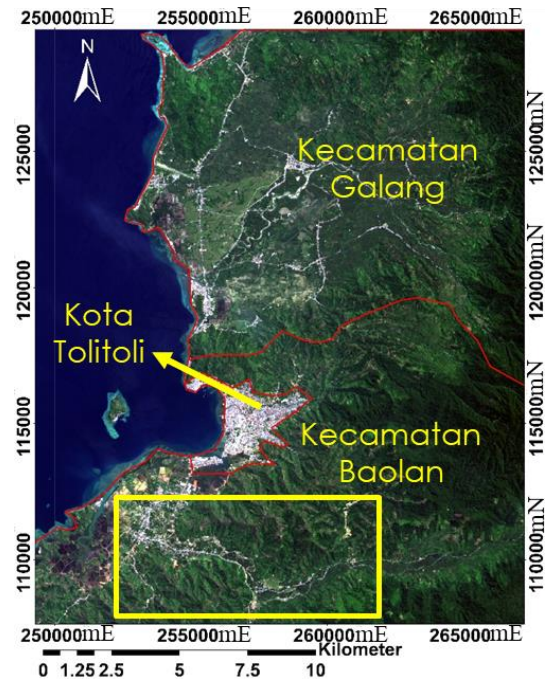 250000mE 255000mE 260000mE 265000mE
N
125000
120000
115000
110000
Kecamatan
Galang
Kota
Tolitoli
Kecamatan
Baolan
125000mN
120000mN
115000mN
110000mN
250000mE 255000mE 260000mE 265000mE
Kilometer
0 1.25 2.5 5 7.5 10